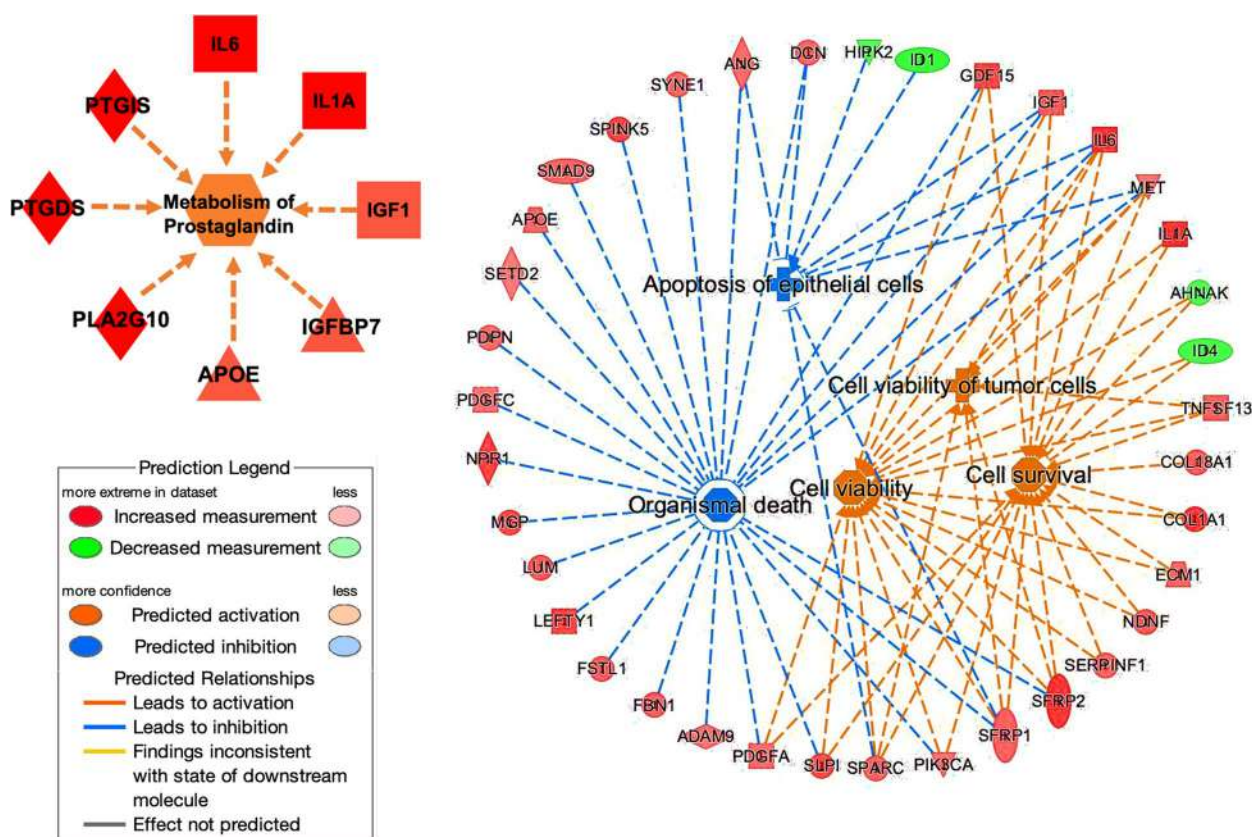 IL6
PTGIS
IL1A
Metabolism of
Prostaglandin
PTGDS
IGF1
PLA2G10
IGFBP7
APOE
Prediction Legend
more extreme in dataset
less
Increased measurement
Decreased measurement
more confidence
less
Predicted activation
Predicted inhibition
Predicted Relationships
Leads to activation
Leads to inhibition
Findings inconsistent
with state of downstream
molecule
Effect not predicted
ANG
DCN
HIPK2
ID1
GDF15
IGF1
IL6
MET
IL1A
AHNAK
ID4
TNFSF13
COL18A1
COL1A1
ECM1
NDNF
SERPINF1
SFRP2
SFRP1
PIK3CA
SPARC
SLPI
PDGFA
ADAM9
FBN1
FSTL1
LEFTY1
LUM
MGP
NPR1
PDGFC
PDPN
SETD2
APOE
SMAD9
SPINK5
SYNE1
Apoptosis of epithelial cells
Cell viability of tumor cells
Cell survival
Cell viability
Organismal death